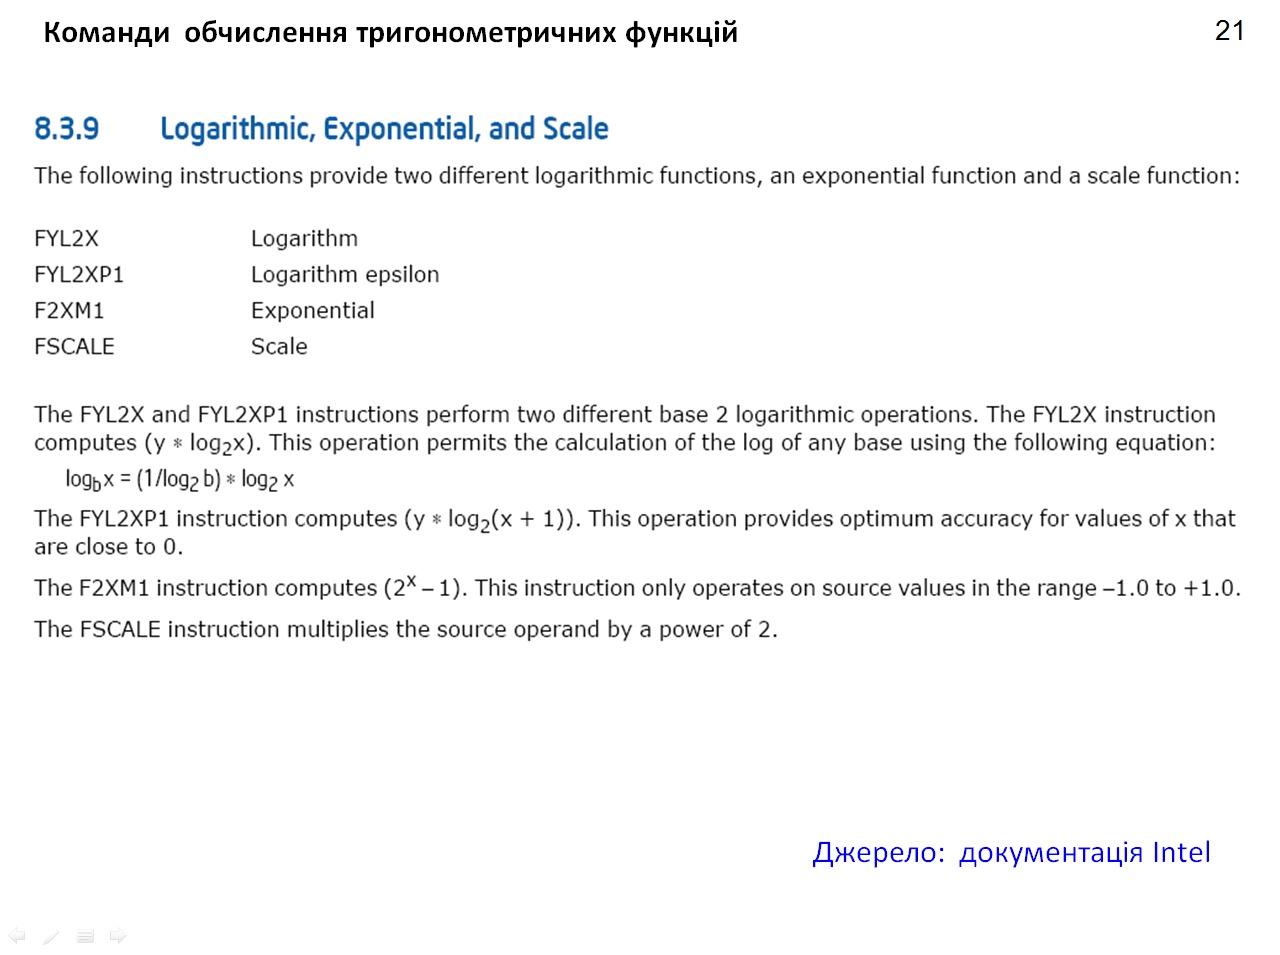 Команди обчислення тригонометричних функцій
21
8.3.9 Logarithmic, Exponential, and Scale
The following instructions provide two different logarithmic functions, an exponential function and a scale function:
FYL2X Logarithm
FYL2XP1 Logarithm epsilon
F2XM1 Exponential
FSCALE Scale
The FYL2X and FYL2XP1 instructions perform two different base 2 logarithmic operations. The FYL2X instruction
computes (y ∗ log₂x). This operation permits the calculation of the log of any base using the following equation:
log_b x = (1/log₂ b) ∗ log₂ x
The FYL2XP1 instruction computes (y ∗ log₂(x + 1)). This operation provides optimum accuracy for values of x that
are close to 0.
The F2XM1 instruction computes (2ˣ – 1). This instruction only operates on source values in the range –1.0 to +1.0.
The FSCALE instruction multiplies the source operand by a power of 2.
Джерело: документація Intel